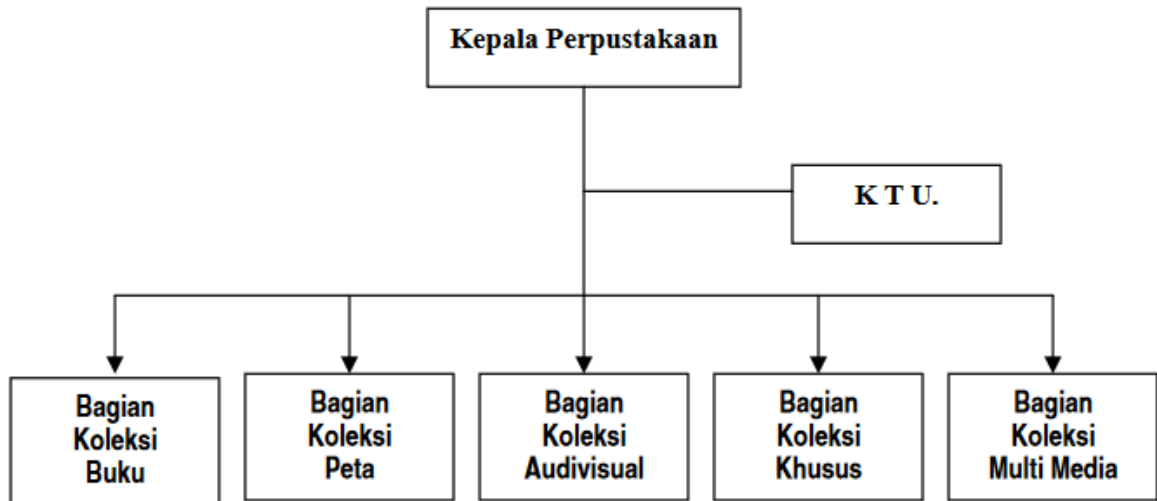 Kepala Perpustakaan
K T U.
Bagian
Koleksi
Buku
Bagian
Koleksi
Peta
Bagian
Koleksi
Audivisual
Bagian
Koleksi
Khusus
Bagian
Koleksi
Multi Media